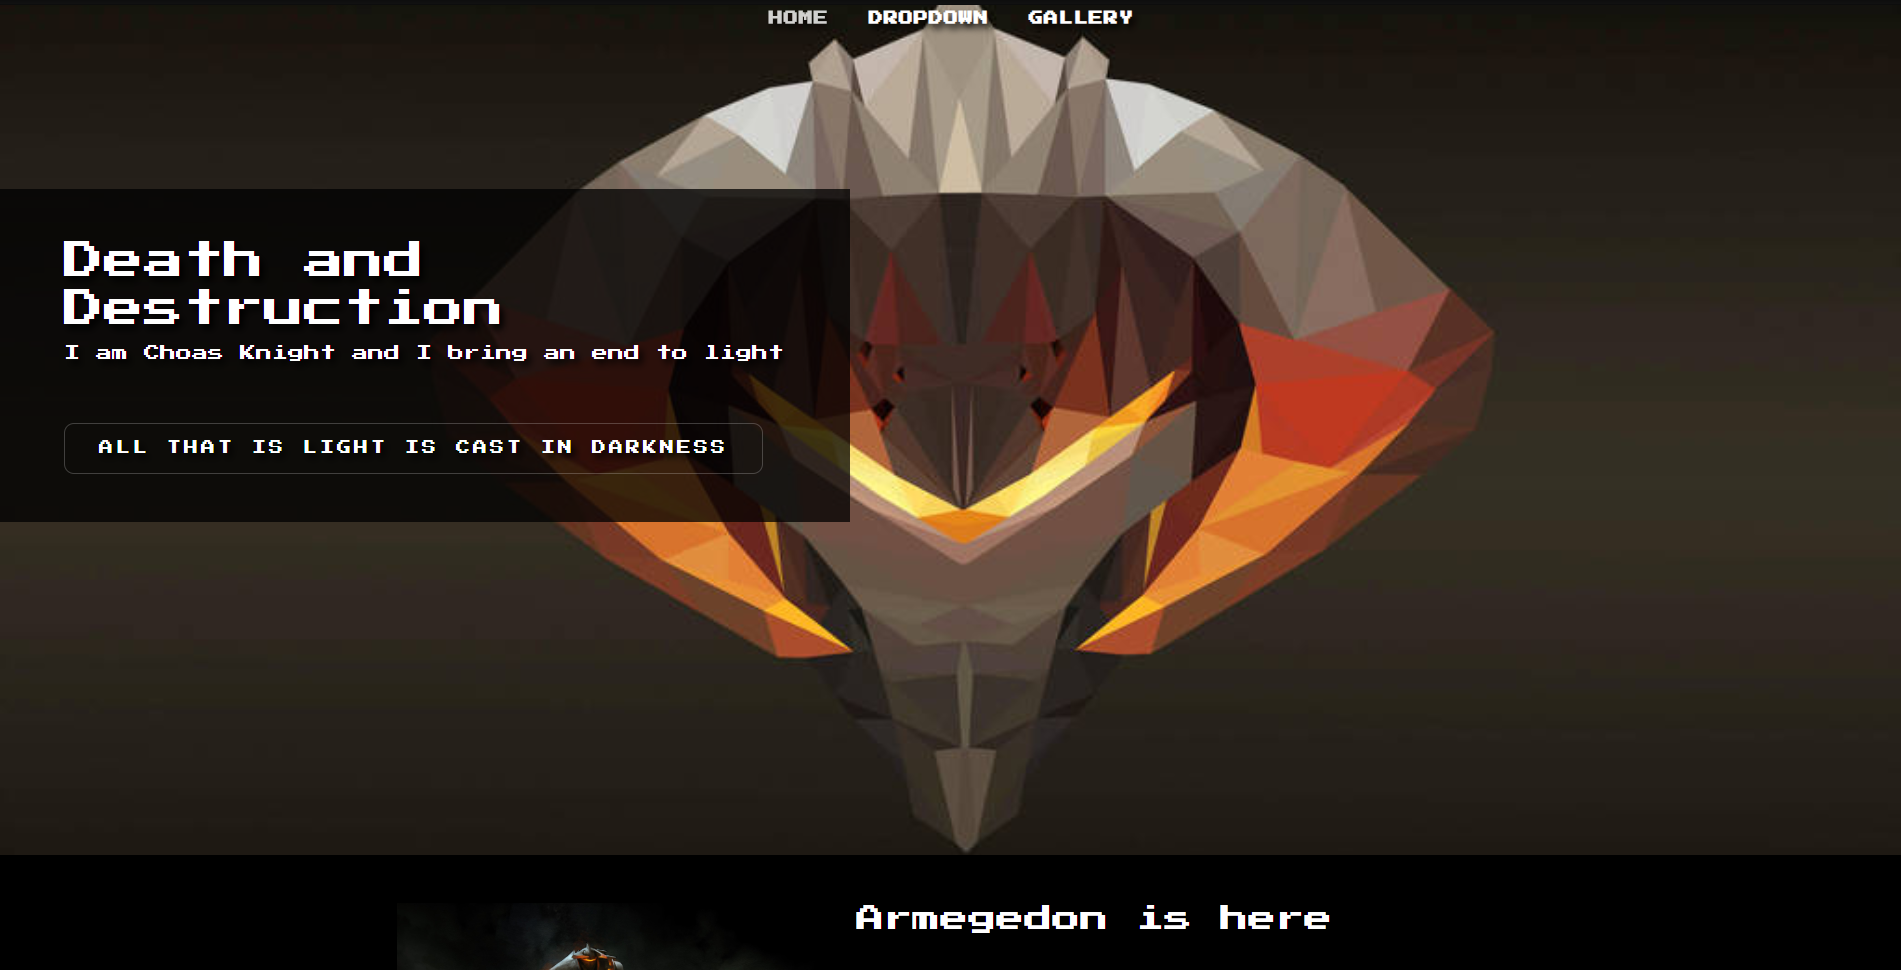 HOME DROPDOWN GALLERY
Death and
Destruction
I am Choas Knight and I bring an end to light
ALL THAT IS LIGHT IS CAST IN DARKNESS
Armegedon is here